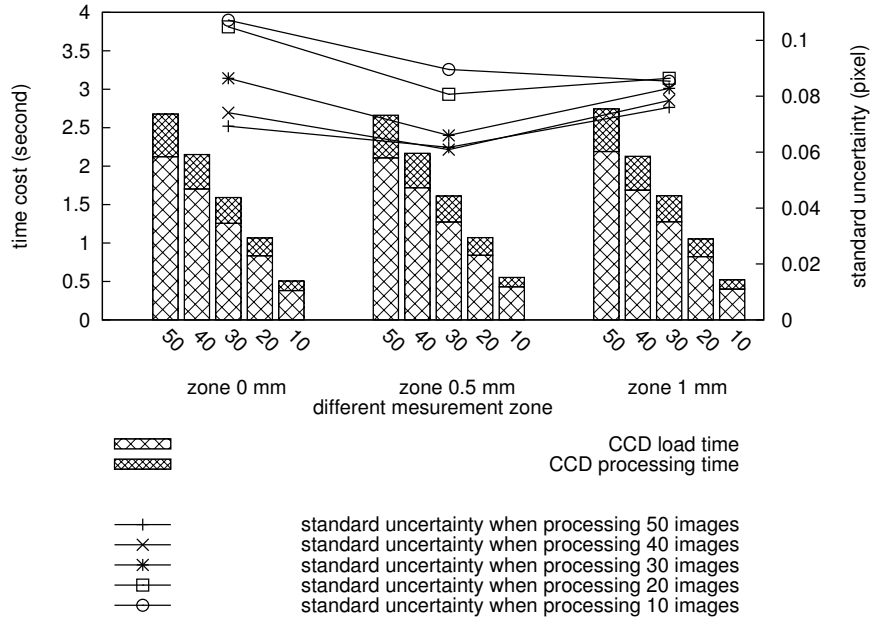 4
3.5
3
2.5
2
1.5
1
0.5
0
time cost (second)
0.1
0.08
0.06
0.04
0.02
0
standard uncertainty (pixel)
50 40 30 20 10 50 40 30 20 10 50 40 30 20 10
zone 0 mm zone 0.5 mm zone 1 mm
different mesurement zone
CCD load time
CCD processing time
standard uncertainty when processing 50 images
standard uncertainty when processing 40 images
standard uncertainty when processing 30 images
standard uncertainty when processing 20 images
standard uncertainty when processing 10 images